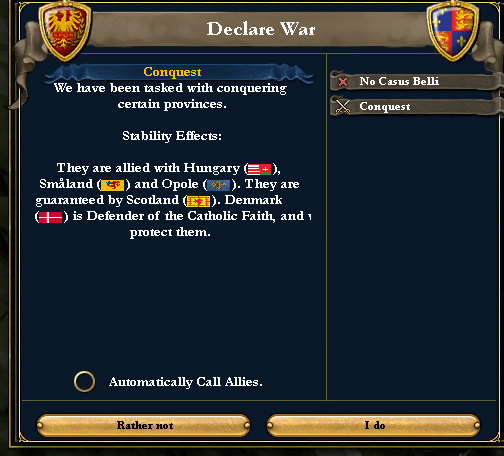 Declare War
Conquest
We have been tasked with conquering
certain provinces.
Stability Effects:
They are allied with Hungary ( ),
Småland ( ) and Opole ( ). They are
guaranteed by Scotland ( ). Denmark
( ) is Defender of the Catholic Faith, and
protect them.
Automatically Call Allies.
Rather not
I do
No Casus Belli
Conquest